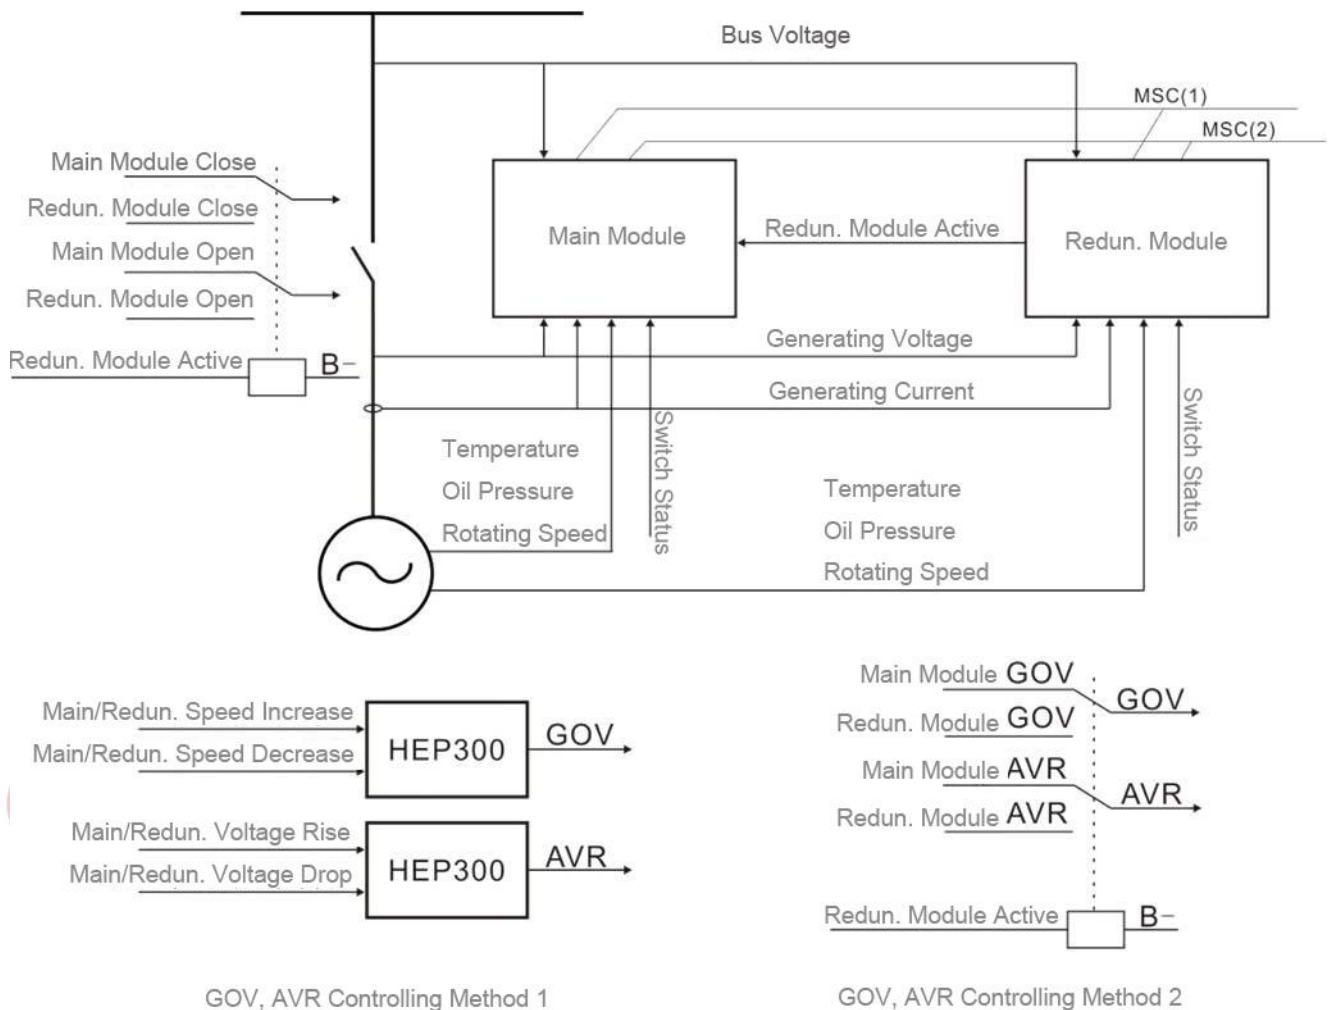 Bus Voltage
MSC(1)
MSC(2)
Main Module Close
Redun. Module Close
Main Module Open
Redun. Module Open
Redun. Module Active
B-
Main Module
Redun. Module Active
Redun. Module
Generating Voltage
Generating Current
Switch Status
Switch Status
Temperature
Oil Pressure
Rotating Speed
Temperature
Oil Pressure
Rotating Speed
Main/Redun. Speed Increase
Main/Redun. Speed Decrease
HEP300
GOV
Main/Redun. Voltage Rise
Main/Redun. Voltage Drop
HEP300
AVR
GOV, AVR Controlling Method 1
Main Module GOV
GOV
Redun. Module GOV
Main Module AVR
AVR
Redun. Module AVR
Redun. Module Active
B-
GOV, AVR Controlling Method 2